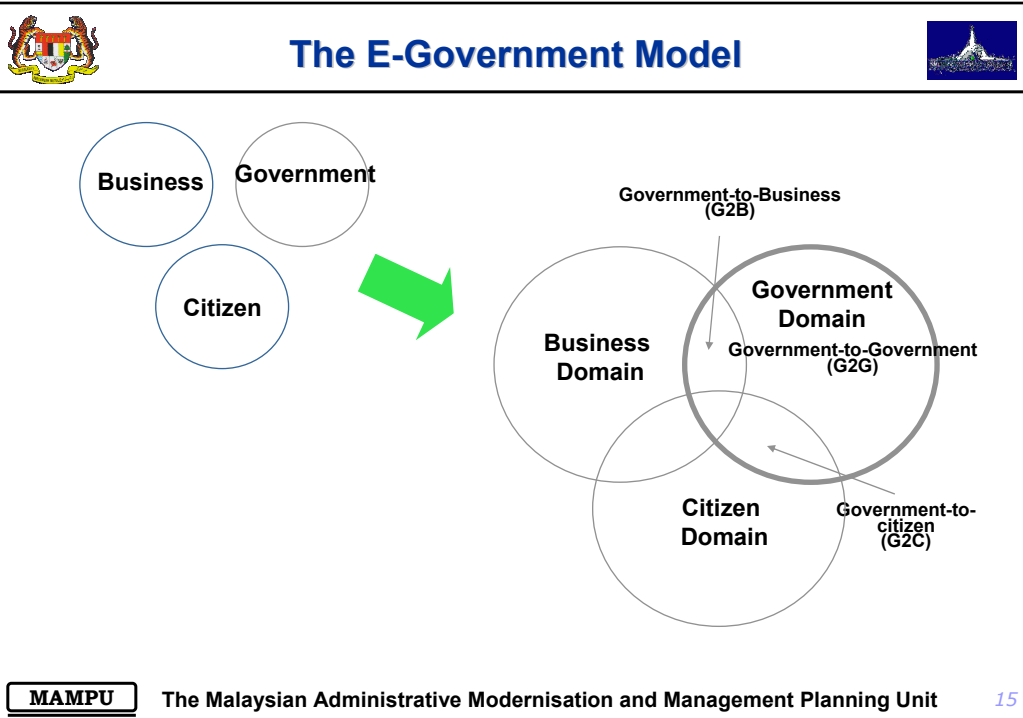 The E-Government Model
Business
Government
Citizen
Government-to-Business
(G2B)
Government
Domain
Government-to-Government
(G2G)
Business
Domain
Citizen
Domain
Government-to-
citizen
(G2C)
MAMPU
The Malaysian Administrative Modernisation and Management Planning Unit
15